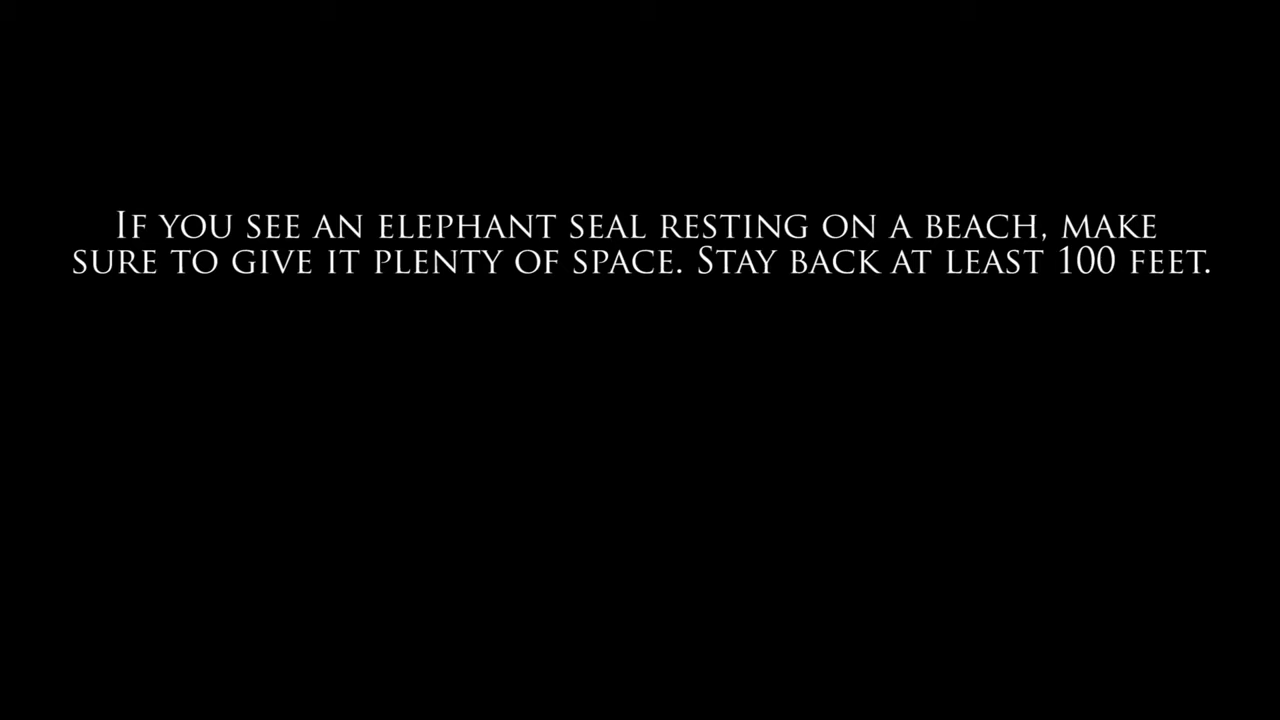 If you see an elephant seal resting on a beach, make
sure to give it plenty of space. Stay back at least 100 feet.